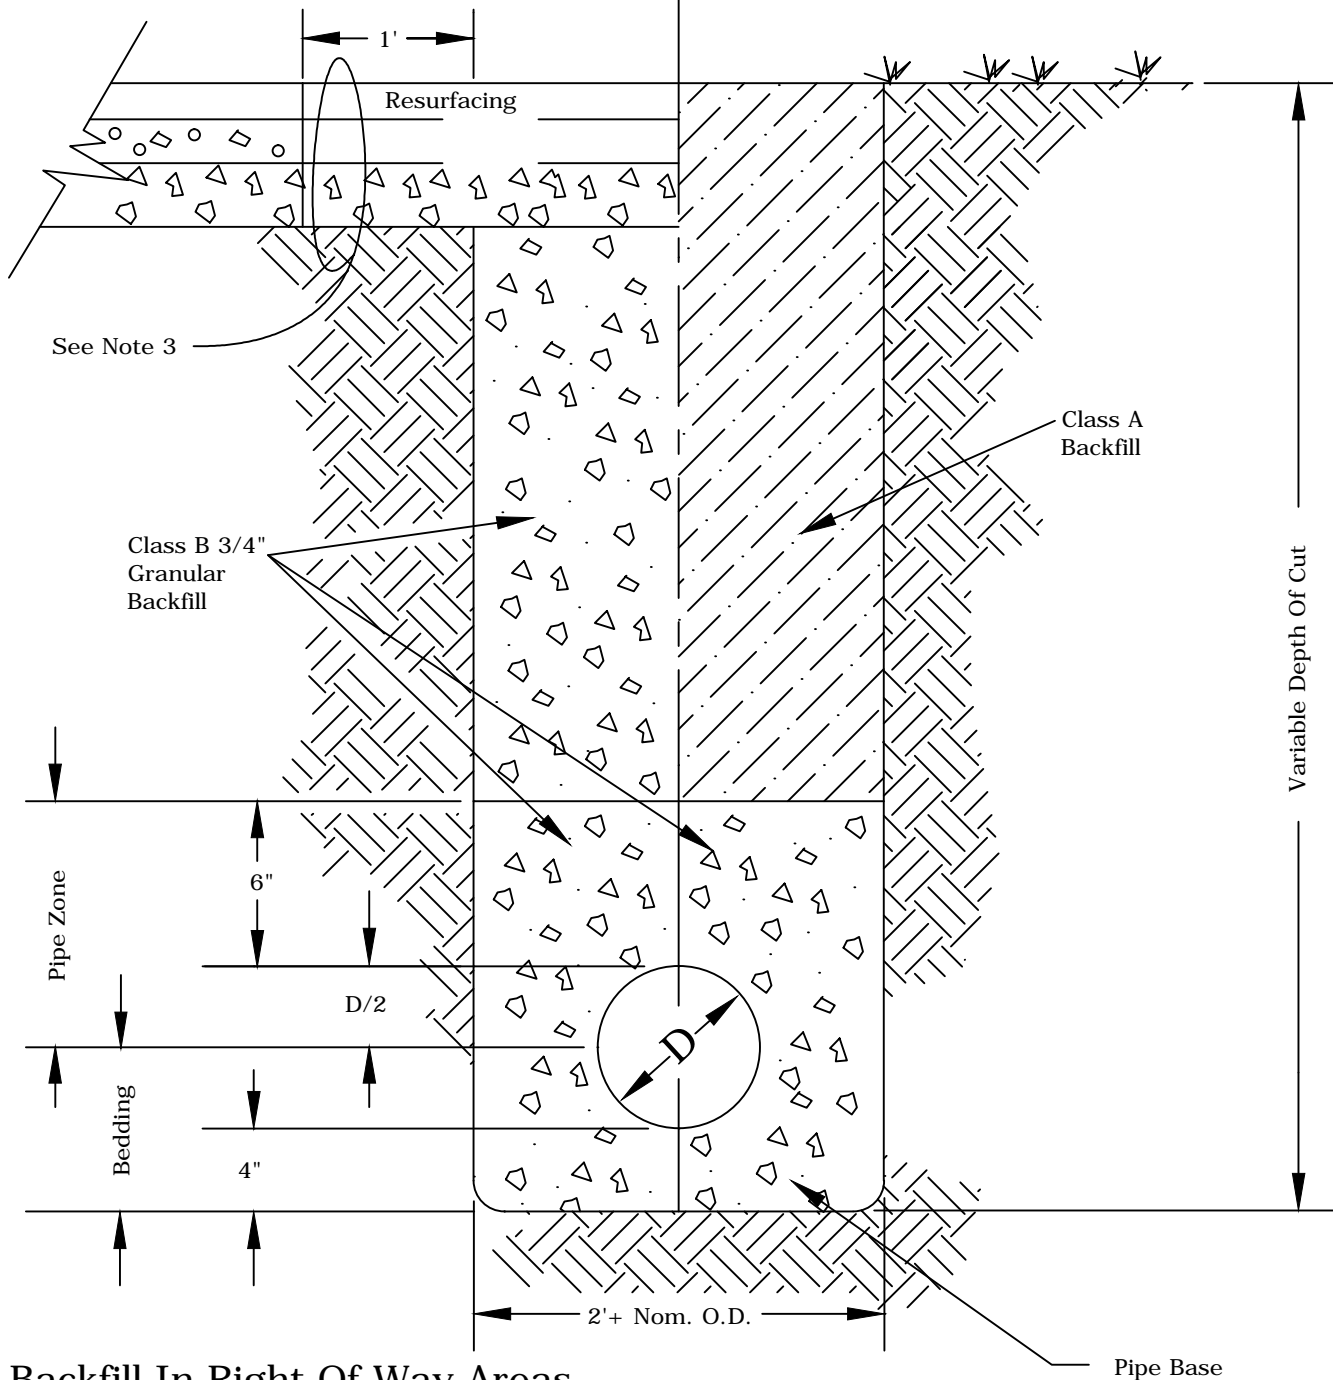 1'
Resurfacing
See Note 3
Class A
Backfill
Class B 3/4"
Granular
Backfill
Variable Depth Of Cut
Pipe Zone
6"
D/2
D
Bedding
4"
2'+ Nom. O.D.
Pipe Base
Backfill In Right Of Way Areas